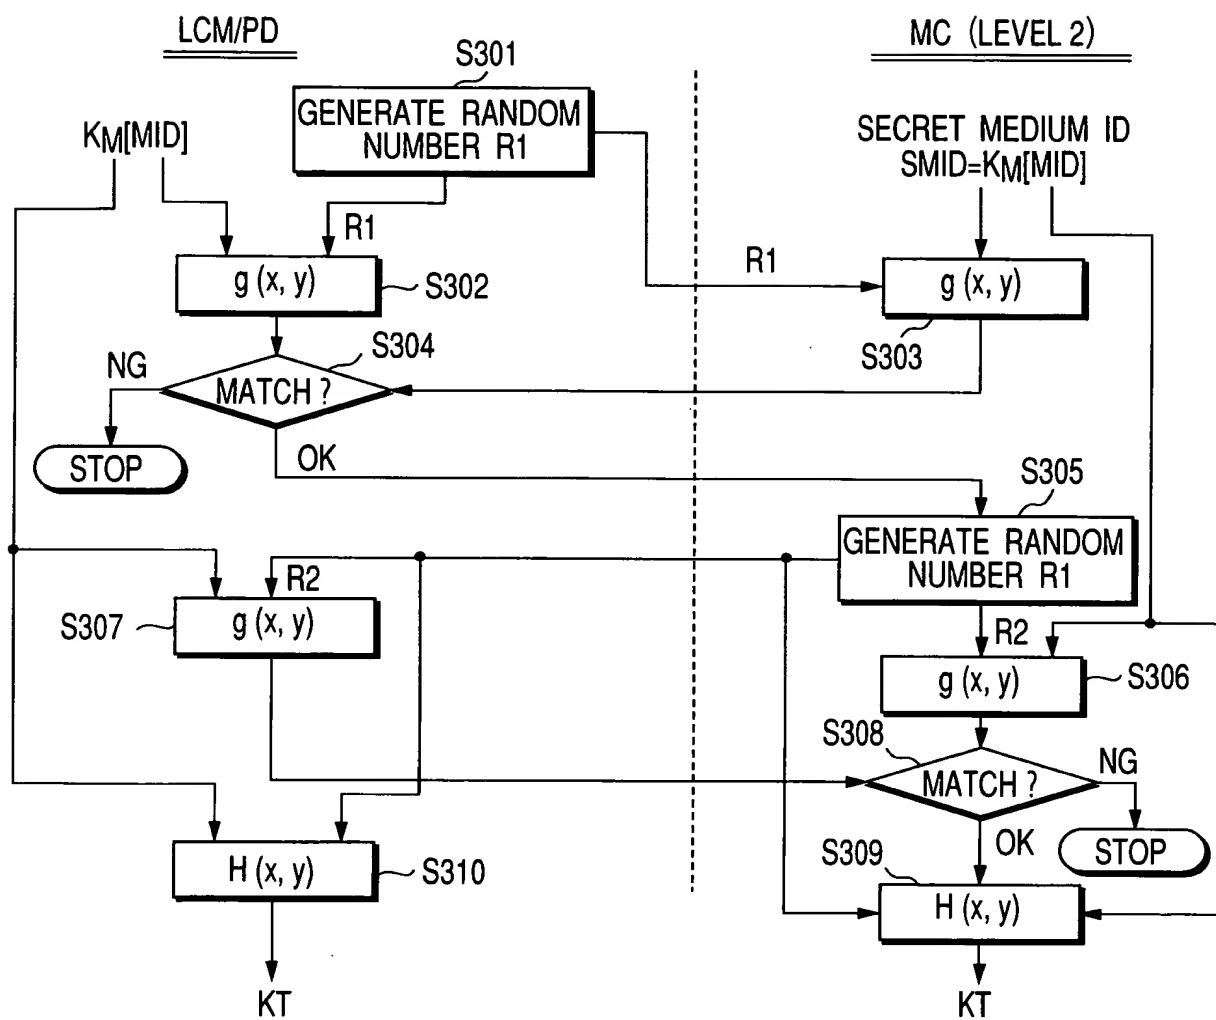 LCM/PD
MC (LEVEL 2)
S301
GENERATE RANDOM
NUMBER R1
KM[MID]
SECRET MEDIUM ID
SMID=KM[MID]
R1
R1
g (x, y)
S302
g (x, y)
S303
S304
NG
MATCH ?
STOP
OK
S305
GENERATE RANDOM
NUMBER R1
R2
S307
g (x, y)
R2
g (x, y)
S306
S308
MATCH ?
NG
STOP
OK
S309
H (x, y)
H (x, y)
S310
KT
KT